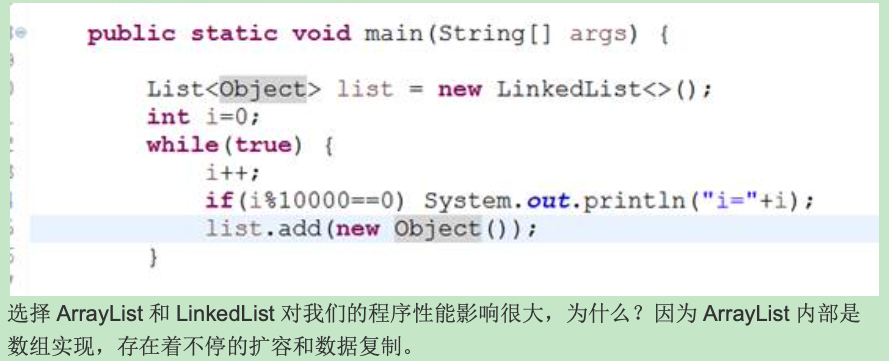 public static void main(String[] args) {
List<Object> list = new LinkedList<>();
int i=0;
while(true) {
i++;
if(i%10000==0) System.out.println("i="+i);
list.add(new Object());
}
选择 ArrayList 和 LinkedList 对我们的程序性能影响很大，为什么？因为 ArrayList 内部是
数组实现，存在着不停的扩容和数据复制。